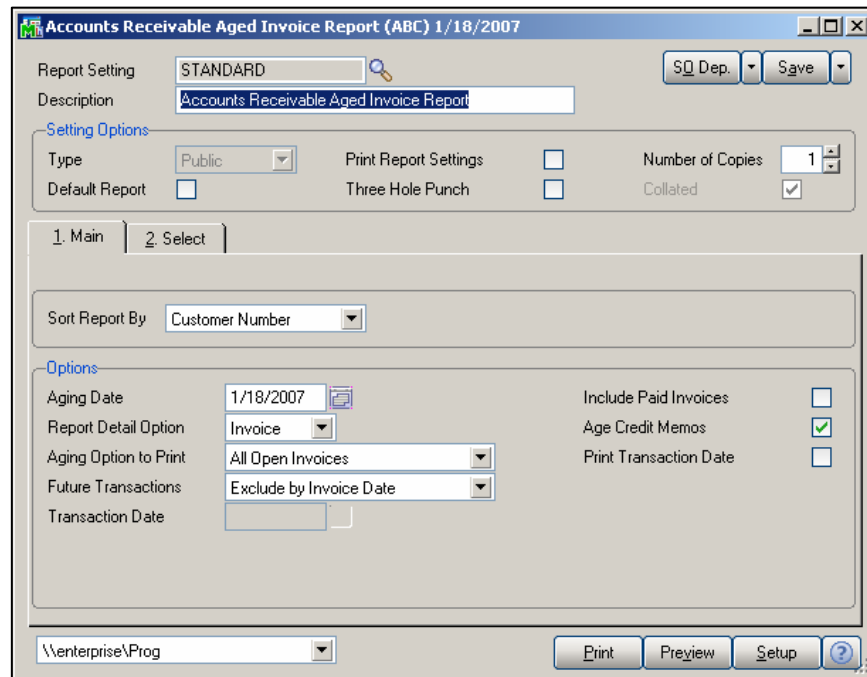 Accounts Receivable Aged Invoice Report (ABC) 1/18/2007
Report Setting STANDARD SO Dep. Save
Description Accounts Receivable Aged Invoice Report
Setting Options
Type Public Print Report Settings Number of Copies 1
Default Report Three Hole Punch Collated
1. Main 2. Select
Sort Report By Customer Number
Options
Aging Date 1/18/2007 Include Paid Invoices
Report Detail Option Invoice Age Credit Memos
Aging Option to Print All Open Invoices Print Transaction Date
Future Transactions Exclude by Invoice Date
Transaction Date
\\enterprise\Prog Print Preview Setup ?